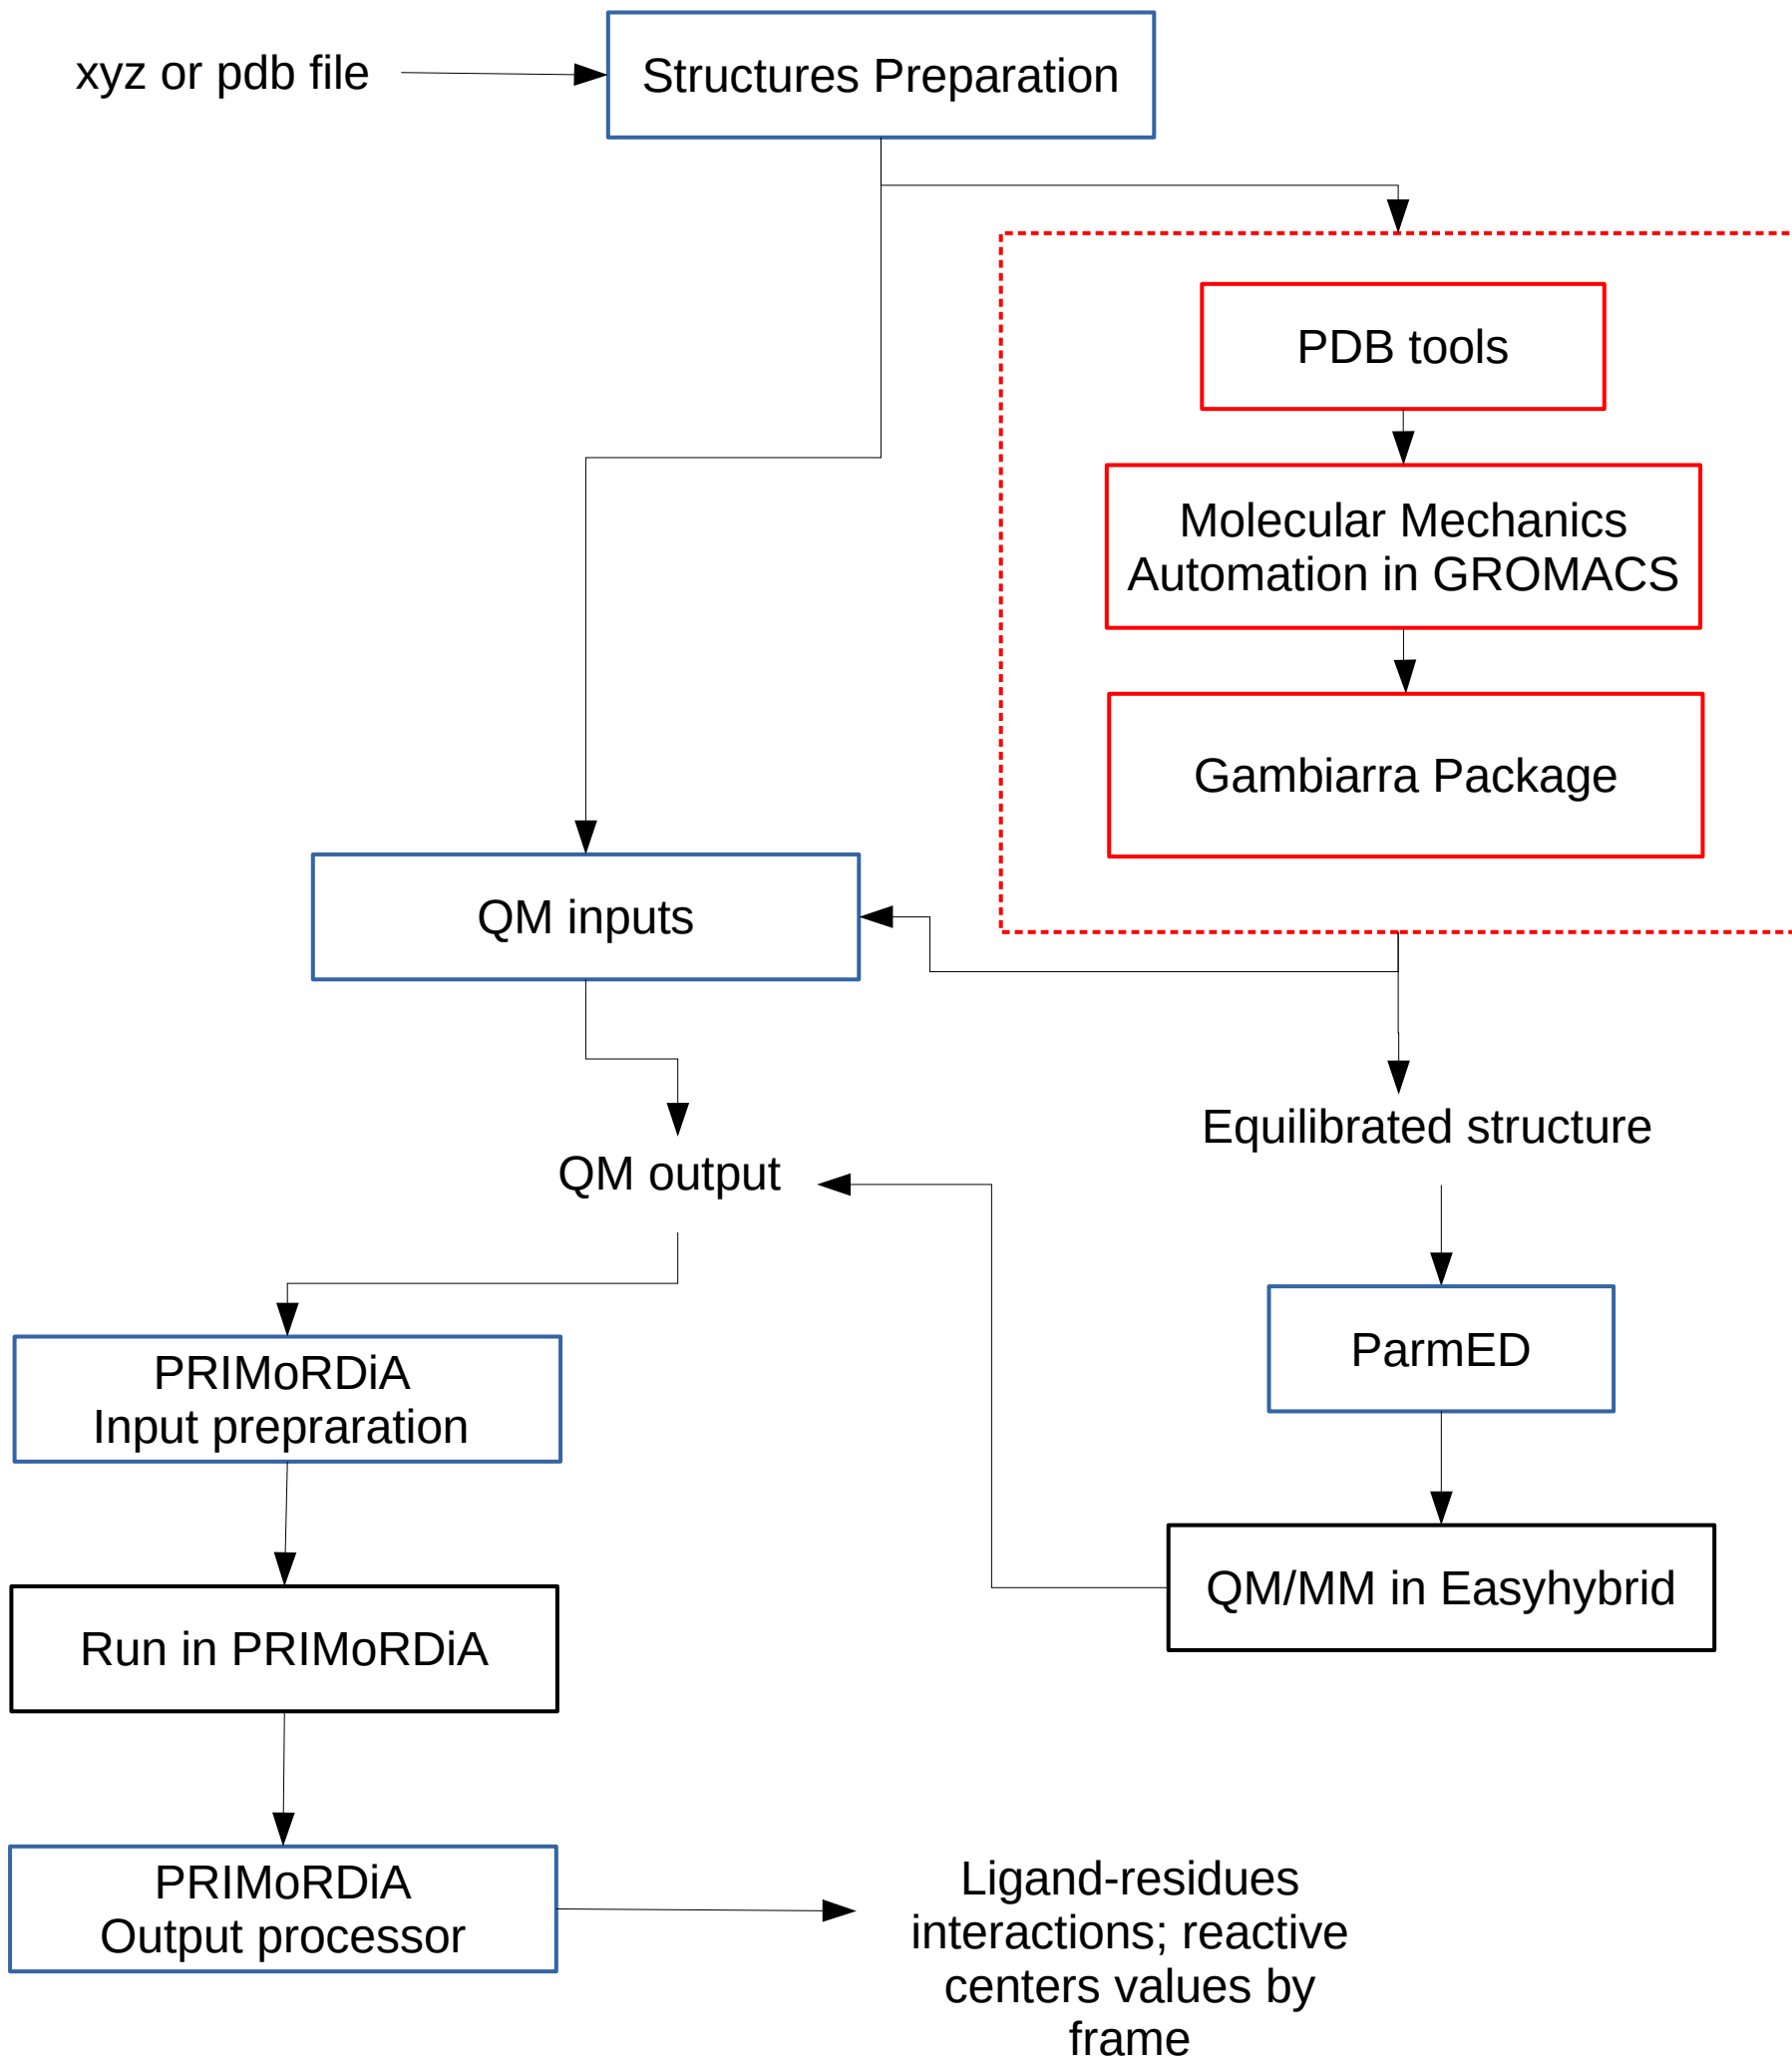 xyz or pdb file
Structures Preparation
PDB tools
Molecular Mechanics
Automation in GROMACS
Gambiarra Package
QM inputs
Equilibrated structure
QM output
ParmED
PRIMoRDiA
Input prepraration
QM/MM in Easyhybrid
Run in PRIMoRDiA
PRIMoRDiA
Output processor
Ligand-residues
interactions; reactive
centers values by
frame